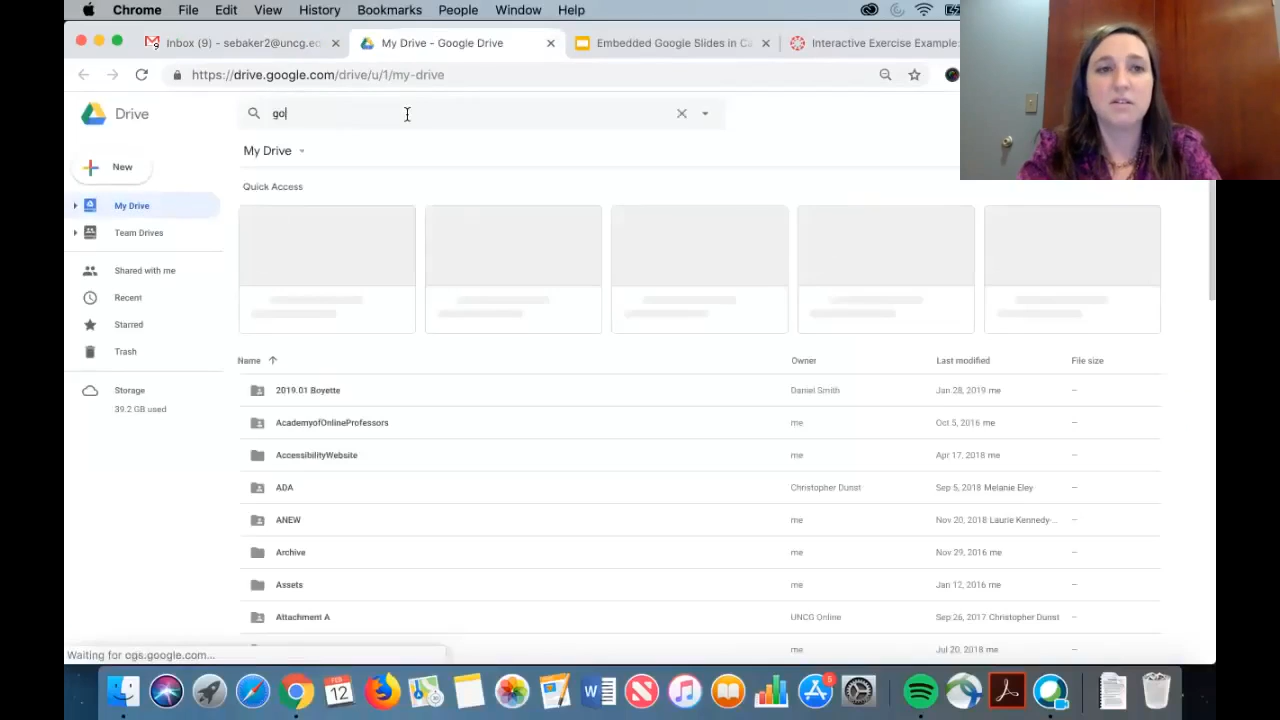 Chrome File Edit View History Bookmarks People Window Help
Inbox (9) - sebaker2@uncg.ec
My Drive - Google Drive
Embedded Google Slides in Ca
Interactive Exercise Example:
https://drive.google.com/drive/u/1/my-drive
Drive
go
My Drive
New
Quick Access
My Drive
Team Drives
Shared with me
Recent
Starred
Trash
Storage
39.2 GB used
Name Owner Last modified File size
2019.01 Boyette Daniel Smith Jan 28, 2019 me —
AcademyofOnlineProfessors me Oct 5, 2016 me —
AccessibilityWebsite me Apr 17, 2018 me —
ADA Christopher Dunst Sep 5, 2018 Melanie Eley —
ANEW me Nov 20, 2018 Laurie Kennedy-... —
Archive me Nov 29, 2016 me —
Assets me Jan 12, 2016 me —
Attachment A UNCG Online Sep 26, 2017 Christopher Dunst —
me Jul 20, 2018 me —
Waiting for ogs.google.com...
FEB
12
5